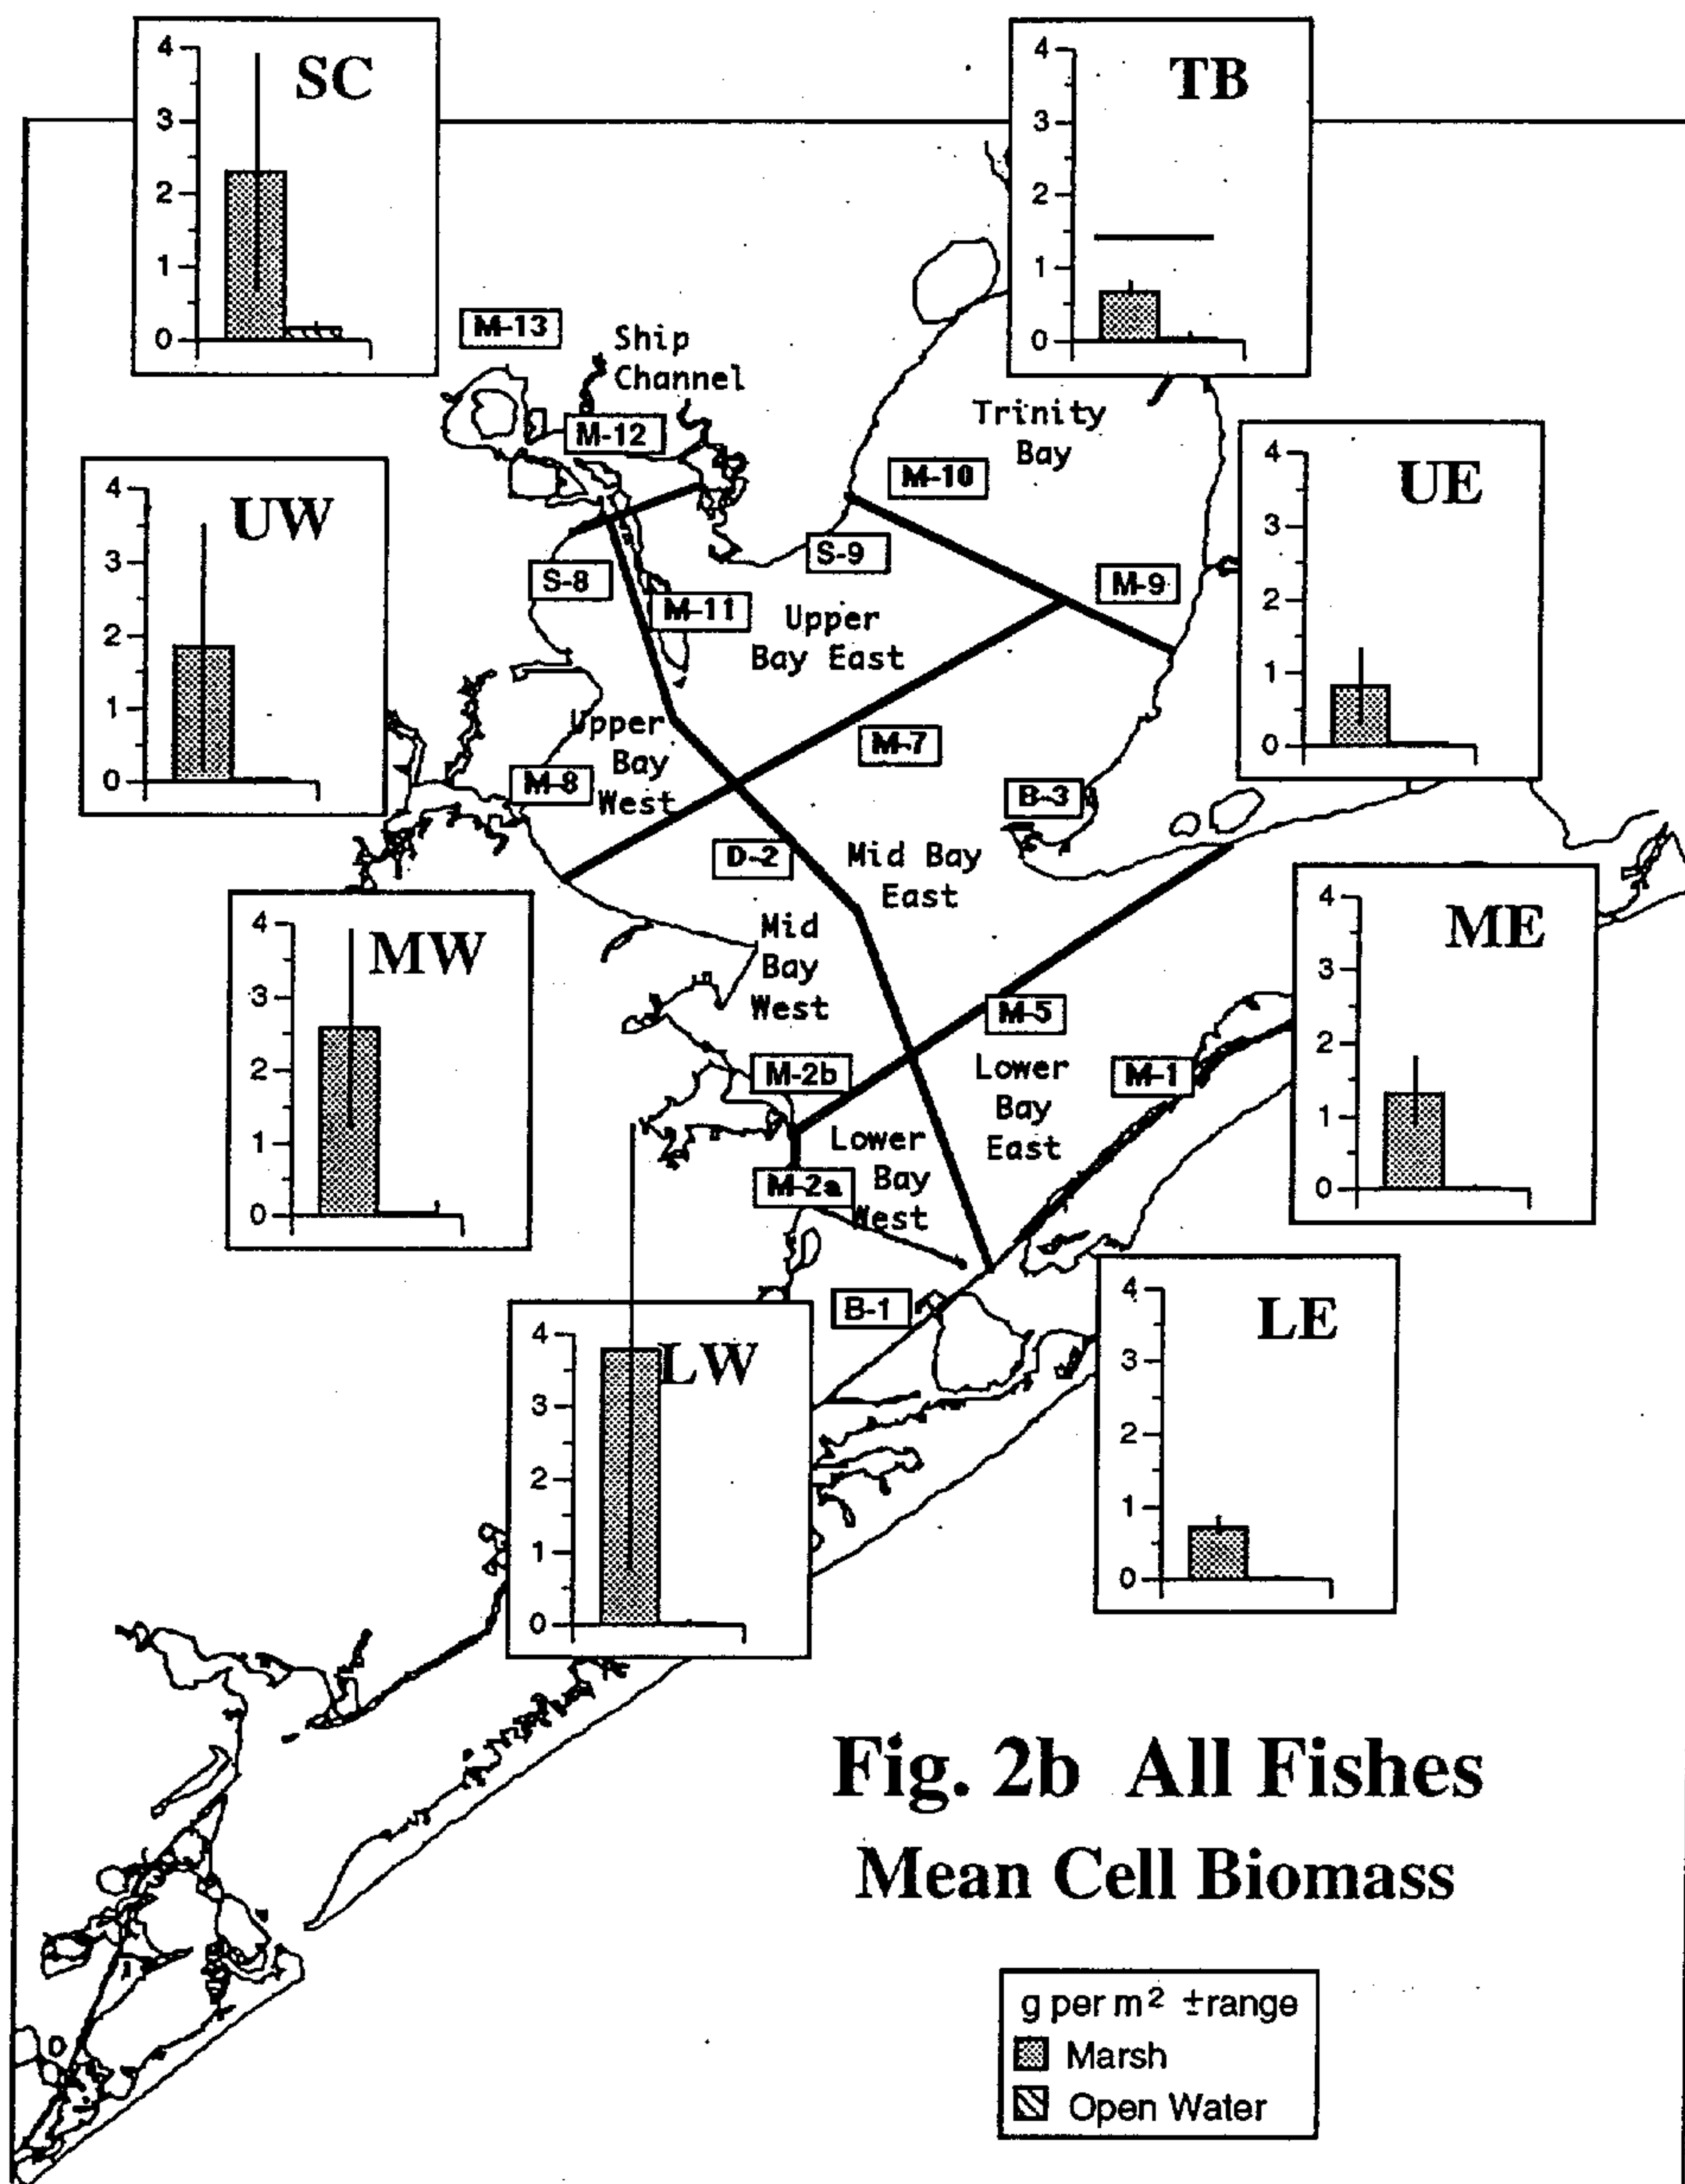 SC
4
3
2
1
0
TB
4
3
2
1
0
M-13
Ship
Channel
M-12
Trinity
Bay
UE
4
3
2
1
0
UW
4
3
2
1
0
M-10
S-9
S-8
M-9
M-11
Upper
Bay East
Upper
Bay
West
M-7
M-8
B-3
D-2
Mid Bay
East
MW
4
3
2
1
0
Mid
Bay
West
ME
4
3
2
1
0
M-5
M-2b
Lower
Bay
East
M-1
Lower
Bay
West
M-2a
B-1
LW
4
3
2
1
0
LE
4
3
2
1
0
Fig. 2b All Fishes
Mean Cell Biomass
g per m² ±range
Marsh
Open Water